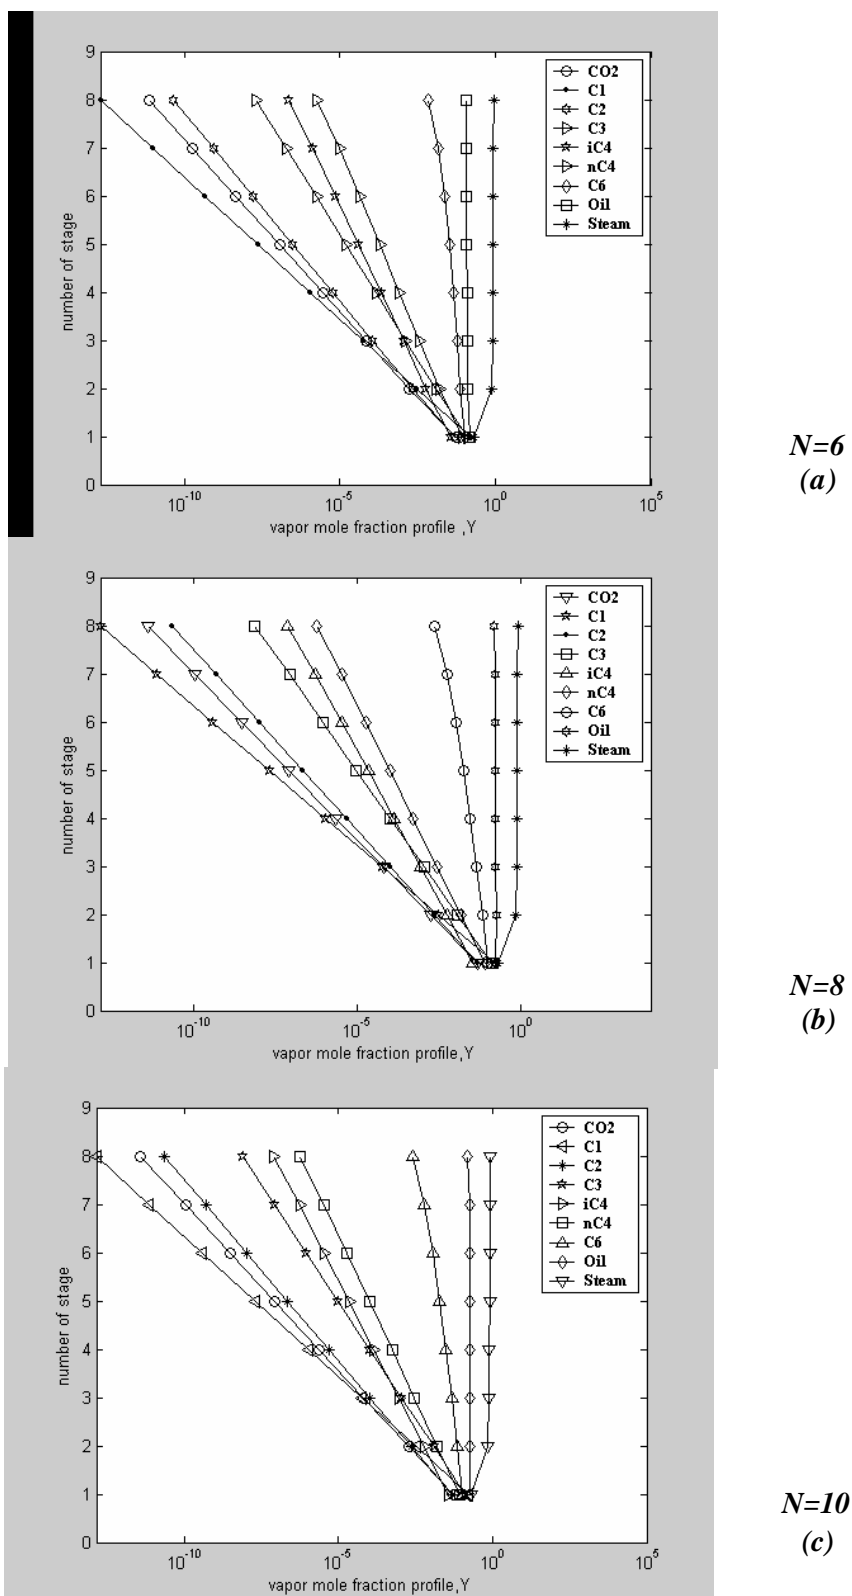 9
8
7
6
5
4
3
2
1
0
number of stage
CO2
C1
C2
C3
iC4
nC4
C6
Oil
Steam
10^-10
10^-5
10^0
10^5
vapor mole fraction profile ,Y
N=6
(a)
9
8
7
6
5
4
3
2
1
0
number of stage
CO2
C1
C2
C3
iC4
nC4
C6
Oil
Steam
10^-10
10^-5
10^0
vapor mole fraction profile,Y
N=8
(b)
9
8
7
6
5
4
3
2
1
0
number of stage
CO2
C1
C2
C3
iC4
nC4
C6
Oil
Steam
10^-10
10^-5
10^0
10^5
vapor mole fraction profile,Y
N=10
(c)